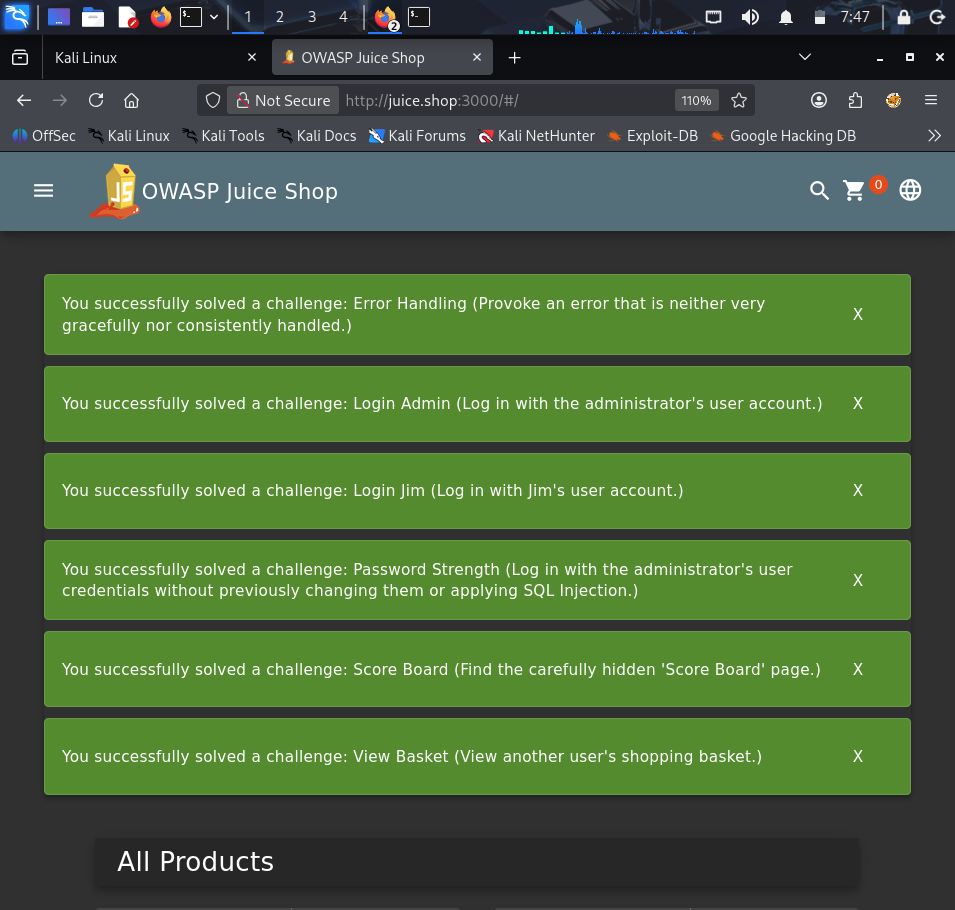 1 2 3 4 2 7:47
Kali Linux OWASP Juice Shop
Not Secure http://juice.shop:3000/#/ 110%
OffSec Kali Linux Kali Tools Kali Docs Kali Forums Kali NetHunter Exploit-DB Google Hacking DB
JS OWASP Juice Shop 0
You successfully solved a challenge: Error Handling (Provoke an error that is neither very
gracefully nor consistently handled.)
X
You successfully solved a challenge: Login Admin (Log in with the administrator's user account.) X
You successfully solved a challenge: Login Jim (Log in with Jim's user account.) X
You successfully solved a challenge: Password Strength (Log in with the administrator's user
credentials without previously changing them or applying SQL Injection.)
X
You successfully solved a challenge: Score Board (Find the carefully hidden 'Score Board' page.) X
You successfully solved a challenge: View Basket (View another user's shopping basket.) X
All Products